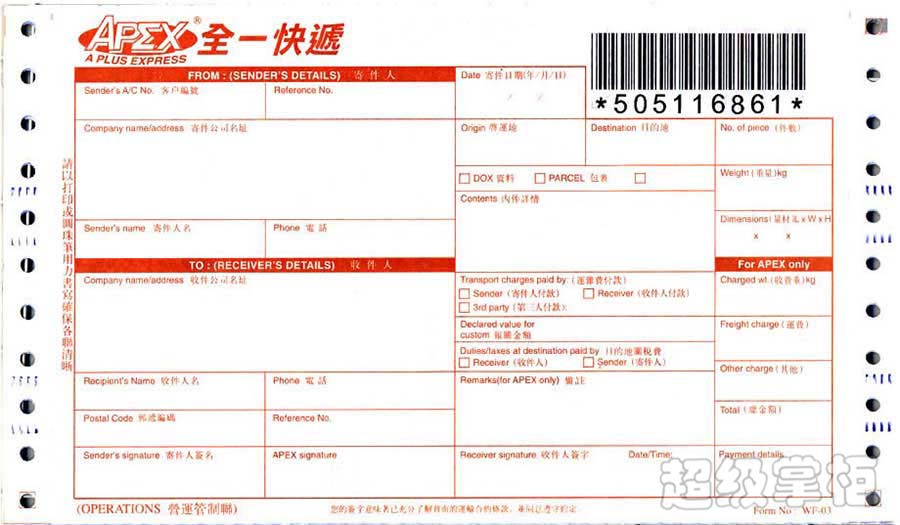 APEX® 全一快遞
A PLUS EXPRESS
*505116861*
FROM : (SENDER'S DETAILS) 寄件人
Date 寄件日期(年/月/日)
/ /
Sender's A/C No. 客戶編號
Reference No.
Company name/address 寄件公司名址
Origin 啓運地
Destination 目的地
No. of piece (件數)
Weight (重量)kg
DOX 資料
PARCEL 包裹
Contents 內件詳情
Dimensions x W x H
x x
Sender's name 寄件人名
Phone 電話
TO : (RECEIVER'S DETAILS) 收件人
For APEX only
Company name/address 收件公司名址
Transport charges paid by: (運雜費付款)
Sender (寄件人付款)
Receiver (收件人付款)
3rd party (第三人付款):
Charged wt. (收費重)kg
Declared value for
custom 報關金額
Freight charge (運費)
Duties/taxes at destination paid by 目的地關稅費
Receiver (收件人)
Sender (寄件人)
Other charge (其他)
Recipient's Name 收件人名
Phone 電話
Remarks(for APEX only) 備註
Postal Code 郵遞編碼
Reference No.
Total (總金額)
Sender's signature 寄件人簽名
APEX signature
Receiver signature 收件人簽字
Date/Time:
Payment details
請以打印或圓珠筆用力書寫確保各聯清晰
(OPERATIONS 營運管制聯)
您的簽字意味著已充分了解背面的運輸合約條款，並同意遵守約定
Form No WF-03
超級掌柜